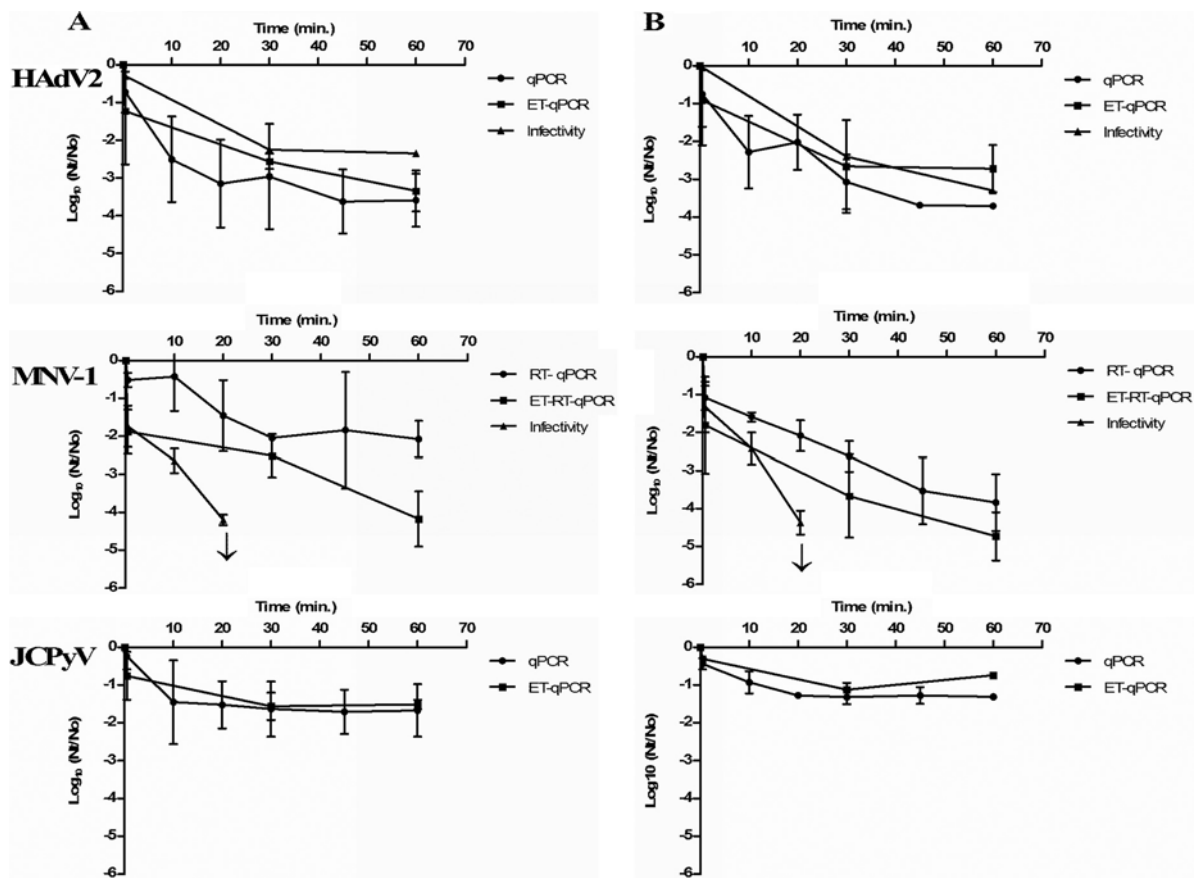 A
Time (min.)
10 20 30 40 50 60 70
HAdV2
0
-1
-2
-3
-4
-5
-6
Log₁₀ (Nt/No)
qPCR
ET-qPCR
Infectivity
B
Time (min.)
10 20 30 40 50 60 70
0
-1
-2
-3
-4
-5
-6
Log₁₀ (Nt/No)
qPCR
ET-qPCR
Infectivity
Time (min.)
10 20 30 40 50 60 70
MNV-1
0
-1
-2
-3
-4
-5
-6
Log₁₀ (Nt/No)
RT- qPCR
ET-RT-qPCR
Infectivity
Time (min.)
10 20 30 40 50 60 70
0
-1
-2
-3
-4
-5
-6
Log₁₀ (Nt/No)
RT- qPCR
ET-RT-qPCR
Infectivity
Time (min.)
10 20 30 40 50 60 70
JCPyV
0
-1
-2
-3
-4
-5
-6
Log₁₀ (Nt/No)
qPCR
ET-qPCR
Time (min.)
10 20 30 40 50 60 70
0
-1
-2
-3
-4
-5
-6
Log10 (Nt/No)
qPCR
ET-qPCR